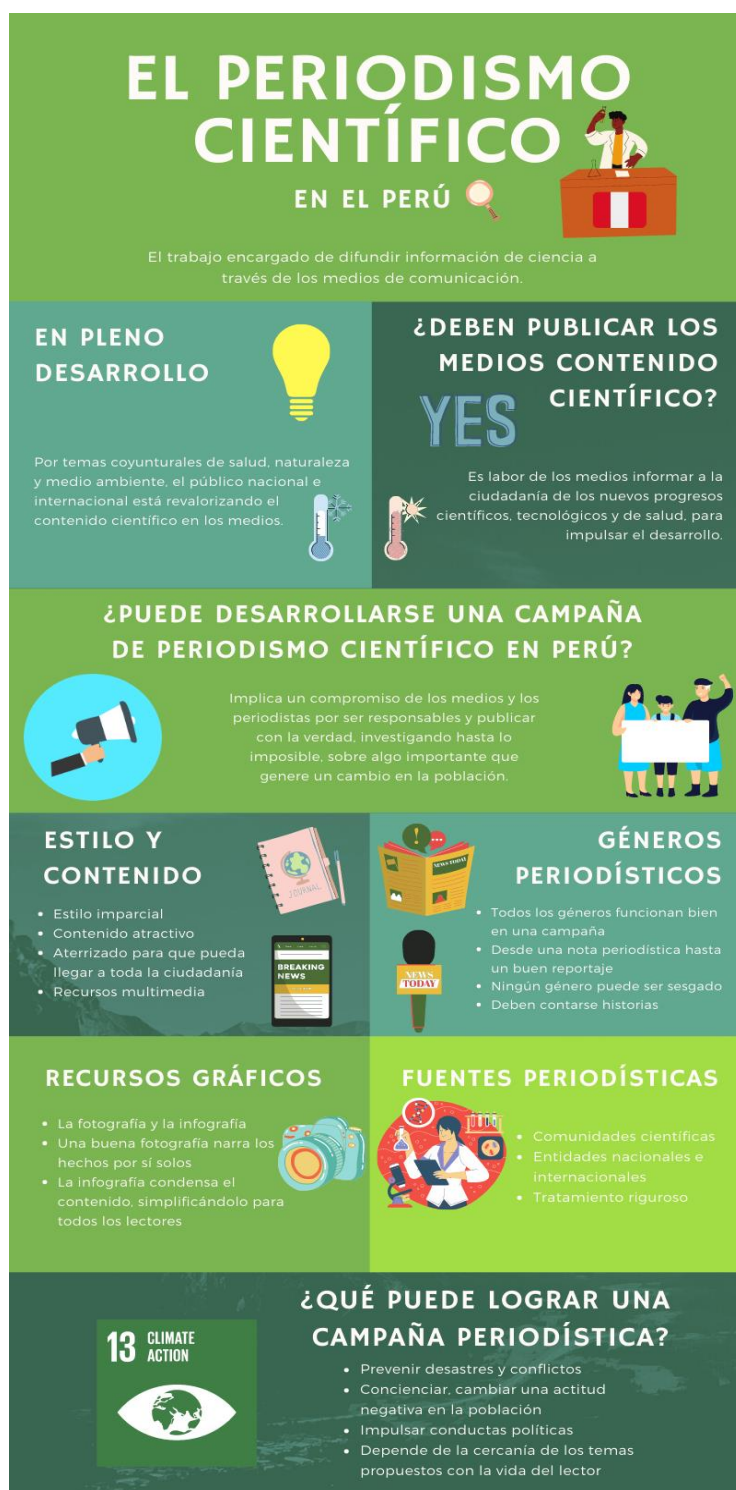 EL PERIODISMO
CIENTÍFICO
EN EL PERÚ
El trabajo encargado de difundir información de ciencia a
través de los medios de comunicación.
EN PLENO
DESARROLLO
Por temas coyunturales de salud, naturaleza
y medio ambiente, el público nacional e
internacional está revalorizando el
contenido científico en los medios.
¿DEBEN PUBLICAR LOS
MEDIOS CONTENIDO
CIENTÍFICO?
YES
Es labor de los medios informar a la
ciudadanía de los nuevos progresos
científicos, tecnológicos y de salud, para
impulsar el desarrollo.
¿PUEDE DESARROLLARSE UNA CAMPAÑA
DE PERIODISMO CIENTÍFICO EN PERÚ?
Implica un compromiso de los medios y los
periodistas por ser responsables y publicar
con la verdad, investigando hasta lo
imposible, sobre algo importante que
genere un cambio en la población.
ESTILO Y
CONTENIDO
JOURNAL
• Estilo imparcial
• Contenido atractivo
• Aterrizado para que pueda
llegar a toda la ciudadanía
• Recursos multimedia
BREAKING
NEWS
GÉNEROS
PERIODÍSTICOS
NEWS TODAY
• Todos los géneros funcionan bien
en una campaña
• Desde una nota periodística hasta
un buen reportaje
• Ningún género puede ser sesgado
• Deben contarse historias
NEWS
TODAY
RECURSOS GRÁFICOS
• La fotografía y la infografía
• Una buena fotografía narra los
hechos por sí solos
• La infografía condensa el
contenido, simplificándolo para
todos los lectores
FUENTES PERIODÍSTICAS
• Comunidades científicas
• Entidades nacionales e
internacionales
• Tratamiento riguroso
¿QUÉ PUEDE LOGRAR UNA
CAMPAÑA PERIODÍSTICA?
13 CLIMATE
ACTION
• Prevenir desastres y conflictos
• Concienciar, cambiar una actitud
negativa en la población
• Impulsar conductas políticas
• Depende de la cercanía de los temas
propuestos con la vida del lector